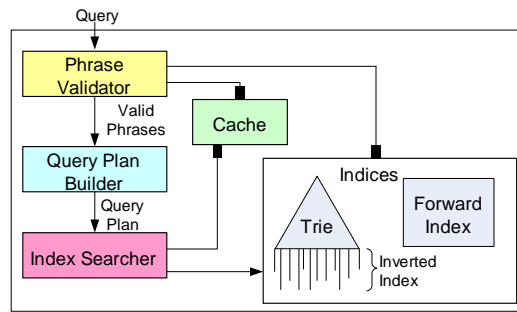 Query
Phrase
Validator
Valid
Phrases
Cache
Query Plan
Builder
Query
Plan
Index Searcher
Indices
Trie
Forward
Index
Inverted
Index